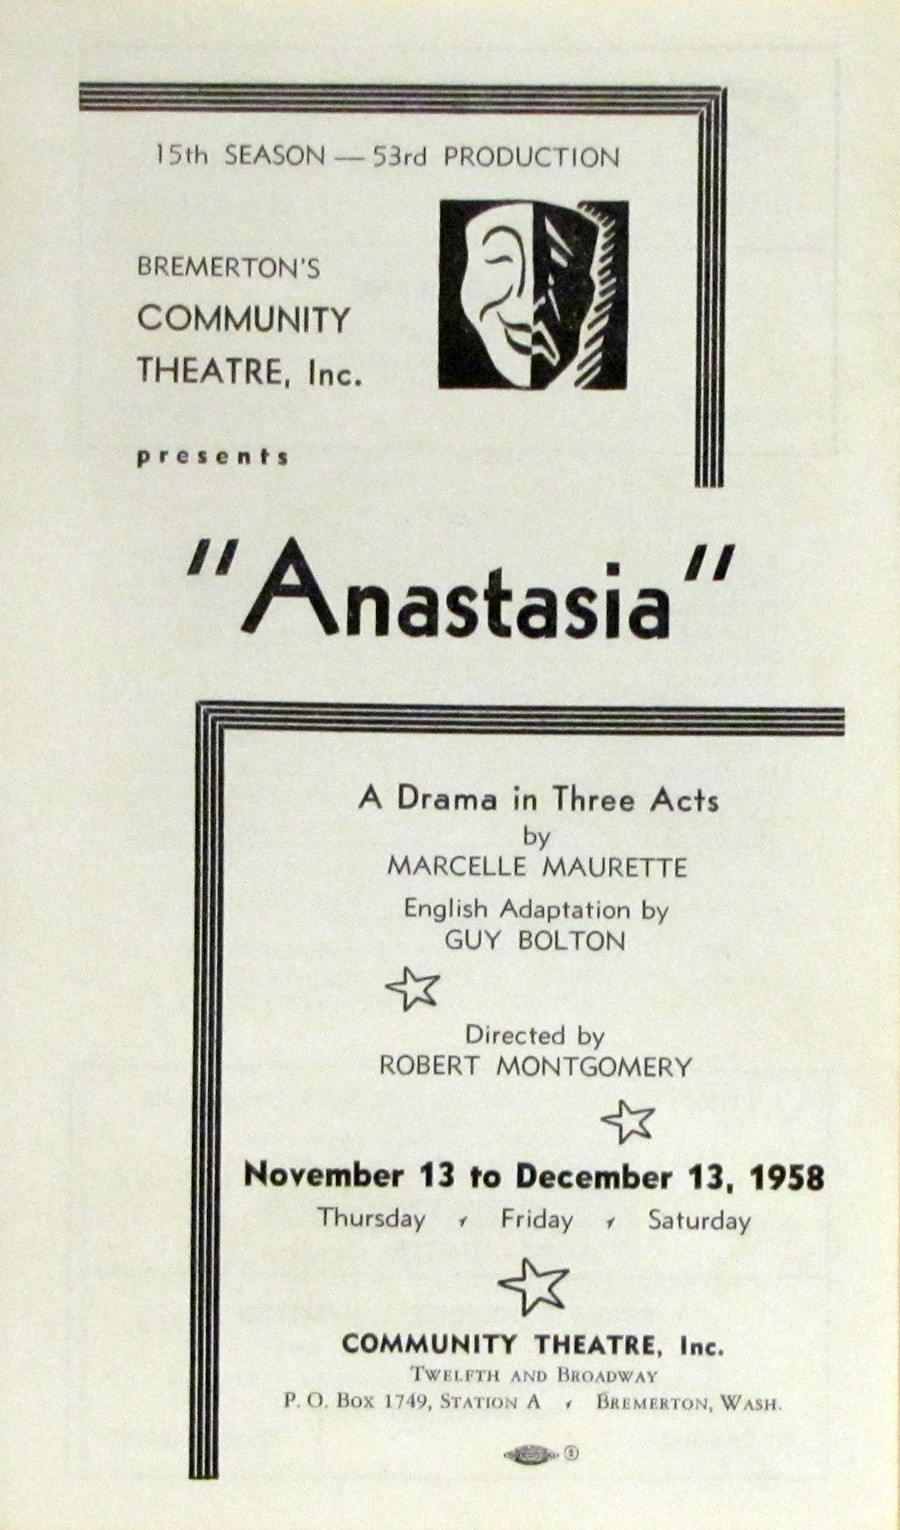 15th SEASON — 53rd PRODUCTION
BREMERTON'S
COMMUNITY
THEATRE, Inc.
presents
"Anastasia"
A Drama in Three Acts
by
MARCELLE MAURETTE
English Adaptation by
GUY BOLTON
Directed by
ROBERT MONTGOMERY
November 13 to December 13, 1958
Thursday , Friday , Saturday
COMMUNITY THEATRE, Inc.
TWELFTH AND BROADWAY
P. O. Box 1749, STATION A , BREMERTON, WASH.